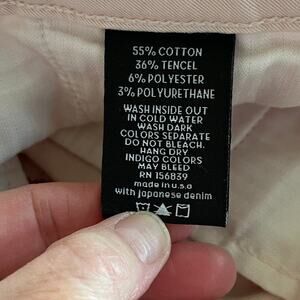 55% COTTON
36% TENCEL
6% POLYESTER
3% POLYURETHANE
WASH INSIDE OUT
IN COLD WATER
WASH DARK
COLORS SEPARATE
DO NOT BLEACH.
HANG DRY
INDIGO COLORS
MAY BLEED
RN 156839
made in u.s.a
with japanese denim